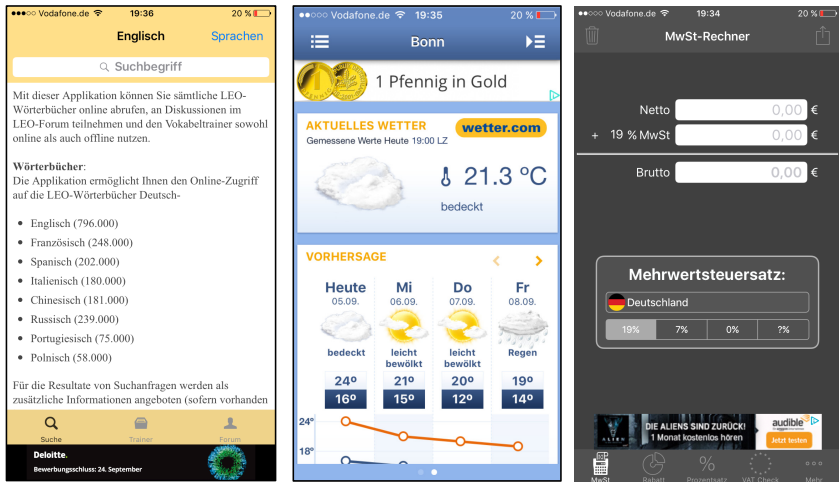 Vodafone.de 19:36 20 %
Englisch Sprachen
Suchbegriff
Mit dieser Applikation können Sie sämtliche LEO-
Wörterbücher online abrufen, an Diskussionen im
LEO-Forum teilnehmen und den Vokabeltrainer sowohl
online als auch offline nutzen.
Wörterbücher:
Die Applikation ermöglicht Ihnen den Online-Zugriff
auf die LEO-Wörterbücher Deutsch-
• Englisch (796.000)
• Französisch (248.000)
• Spanisch (202.000)
• Italienisch (180.000)
• Chinesisch (181.000)
• Russisch (239.000)
• Portugiesisch (75.000)
• Polnisch (58.000)
Für die Resultate von Suchanfragen werden als
zusätzliche Informationen angeboten (sofern vorhanden
Suche Trainer Forum
Deloitte.
Bewerbungsschluss: 24. September
Vodafone.de 19:35 20 %
Bonn
1 Pfennig in Gold
AKTUELLES WETTER wetter.com
Gemessene Werte Heute 19:00 LZ
21.3 °C
bedeckt
VORHERSAGE
Heute Mi Do Fr
05.09. 06.09. 07.09. 08.09.
bedeckt leicht bewölkt leicht bewölkt Regen
24° 21° 20° 19°
16° 15° 12° 14°
24°
18°
Vodafone.de 19:34 20 %
MwSt-Rechner
Netto 0,00 €
+ 19 % MwSt 0,00 €
Brutto 0,00 €
Mehrwertsteuersatz:
Deutschland
19% 7% 0% ?%
DIE ALIENS SIND ZURÜCK! audible
1 Monat kostenlos hören Jetzt testen
ALIEN
MwSt Rabatt Prozentsatz VAT Check Mehr